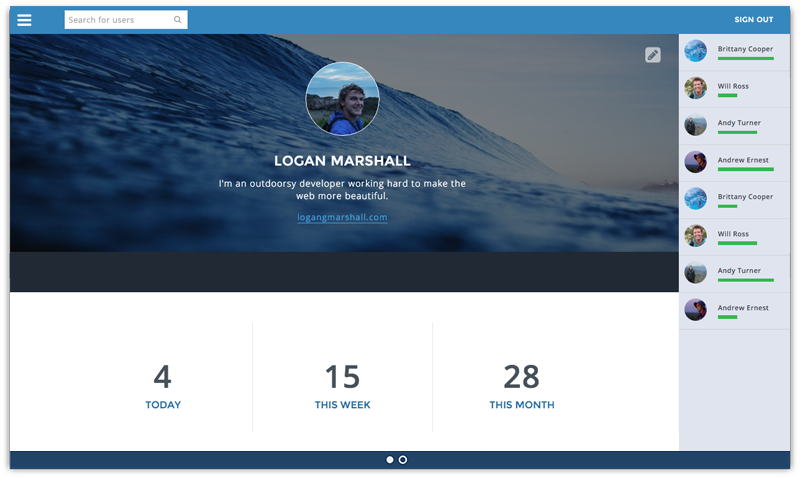 Search for users
SIGN OUT
LOGAN MARSHALL
I'm an outdoorsy developer working hard to make the
web more beautiful.
logangmarshall.com
4
TODAY
15
THIS WEEK
28
THIS MONTH
Brittany Cooper
Will Ross
Andy Turner
Andrew Ernest
Brittany Cooper
Will Ross
Andy Turner
Andrew Ernest